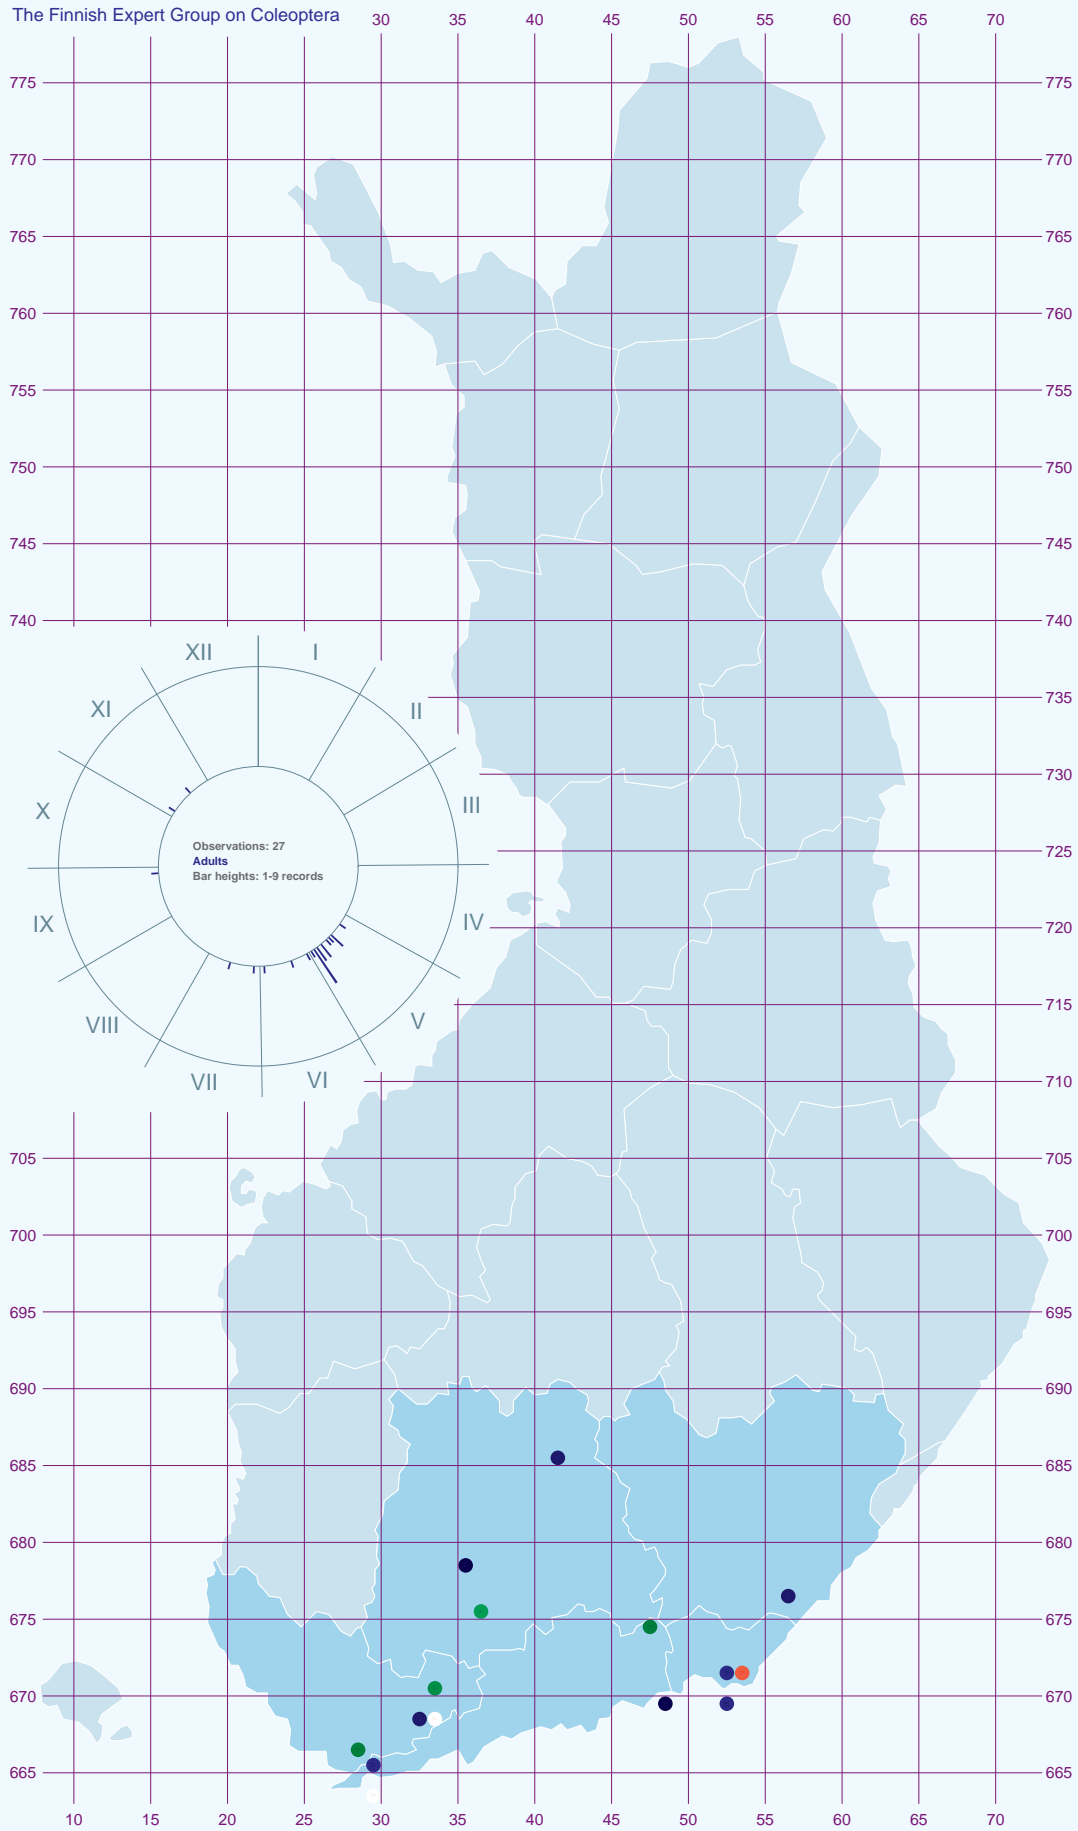 The Finnish Expert Group on Coleoptera
30 40 50 60 70
35 45 55 65
775 775
770 770
765 765
760 760
755 755
750 750
745 745
740 740
XII I
735
XI II
730
X III
Observations: 27
725
Adults
Bar heights: 1-9 records
IX IV
720
715
VIII V
VII VI
710
705 705
700 700
695 695
690 690
685 685
680 680
675 675
670 670
665 665
10 15 20 25 30 35 40 45 50 55 60 65 70